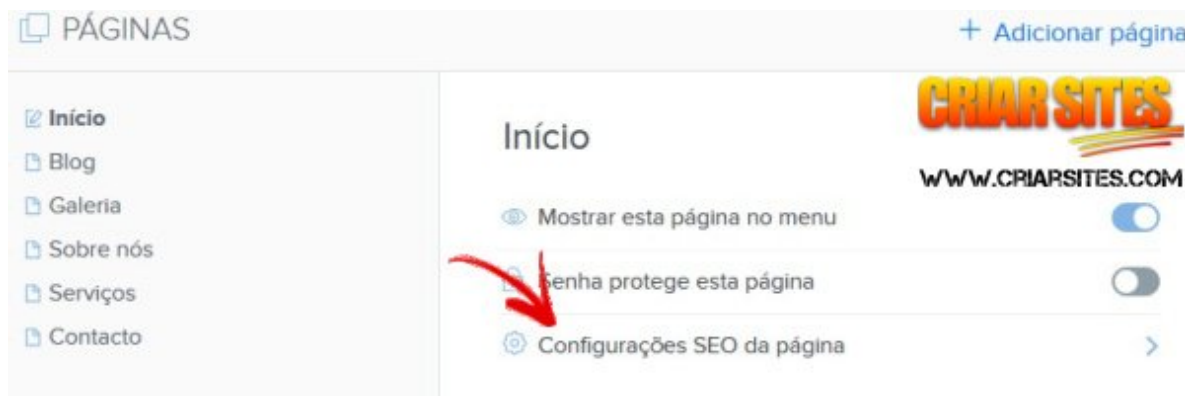 PÁGINAS
+ Adicionar página
Início
Blog
Galeria
Sobre nós
Serviços
Contacto
Início
CRIAR SITES
WWW.CRIARSITES.COM
Mostrar esta página no menu
Senha protege esta página
Configurações SEO da página